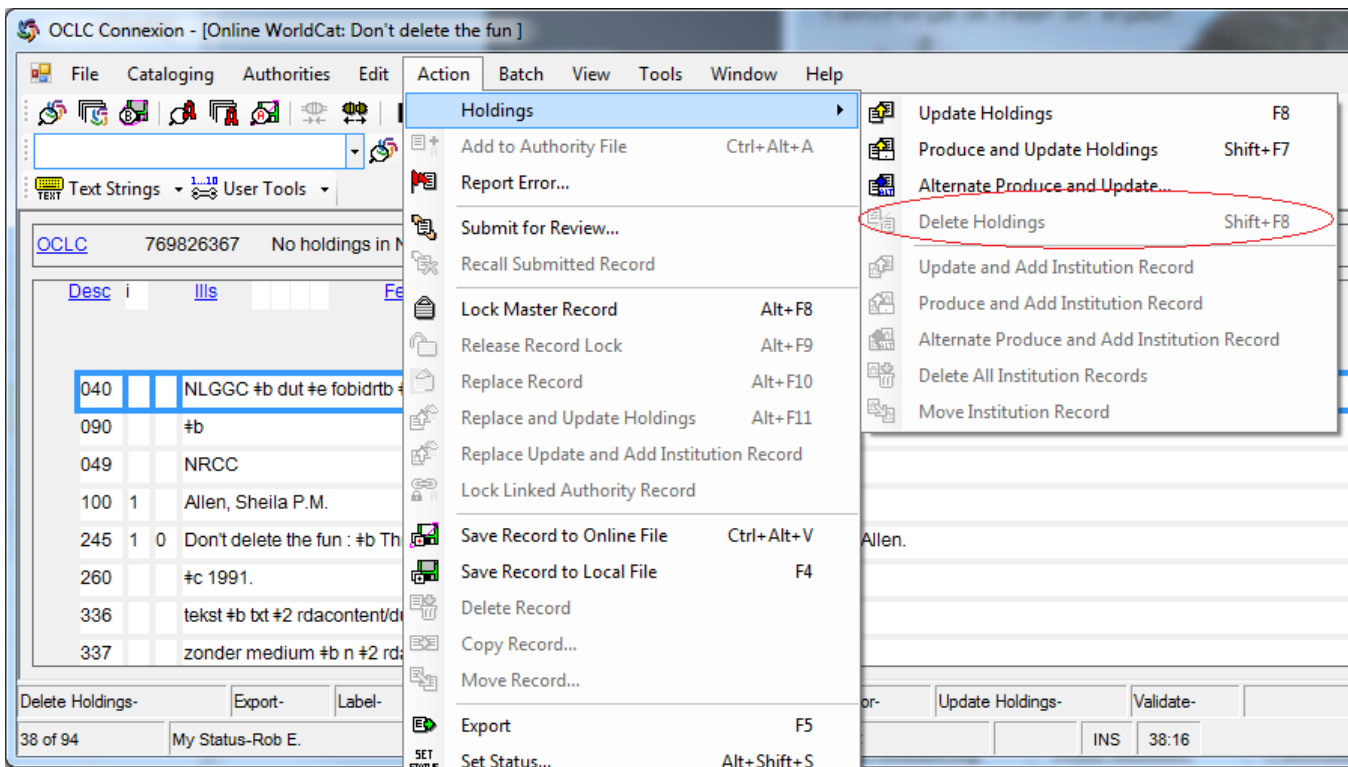 OCLC Connexion - [Online WorldCat: Don't delete the fun ]
File Cataloging Authorities Edit Action Batch View Tools Window Help
Holdings
Add to Authority File Ctrl+Alt+A
Report Error...
Submit for Review...
Recall Submitted Record
Lock Master Record Alt+F8
Release Record Lock Alt+F9
Replace Record Alt+F10
Replace and Update Holdings Alt+F11
Replace Update and Add Institution Record
Lock Linked Authority Record
Save Record to Online File Ctrl+Alt+V
Save Record to Local File F4
Delete Record
Copy Record...
Move Record...
Export F5
Set Status... Alt+Shift+S
Update Holdings F8
Produce and Update Holdings Shift+F7
Alternate Produce and Update...
Delete Holdings Shift+F8
Update and Add Institution Record
Produce and Add Institution Record
Alternate Produce and Add Institution Record
Delete All Institution Records
Move Institution Record
TEXT Text Strings 1...10 User Tools
OCLC 769826367 No holdings in
Desc i Ills
040 NLGGC ǂb dut ǂe fobidrtb
090 ǂb
049 NRCC
100 1 Allen, Sheila P.M.
245 1 0 Don't delete the fun : ǂb Allen.
260 ǂc 1991.
336 tekst ǂb txt ǂ2
337 zonder medium ǂb n ǂ2
Delete Holdings- Export- Label- Update Holdings- Validate-
38 of 94 My Status-Rob E. INS 38:16